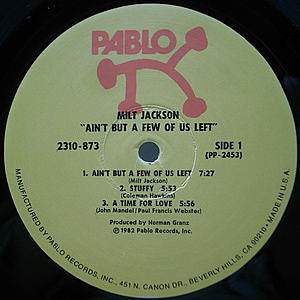 PABLO
MILT JACKSON
"AIN'T BUT A FEW OF US LEFT"
2310-873
SIDE 1
(PP-2453)
1. AIN'T BUT A FEW OF US LEFT 7:27
(Milt Jackson)
2. STUFFY 5:53
(Coleman Hawkins)
3. A TIME FOR LOVE 5:56
(John Mandel/Paul Francis Webster)
Produced by Norman Granz
© 1982 Pablo Records, Inc.
MANUFACTURED BY PABLO RECORDS, INC., 451 N. CANON DR., BEVERLY HILLS, CA 90210 • MADE IN U.S.A.